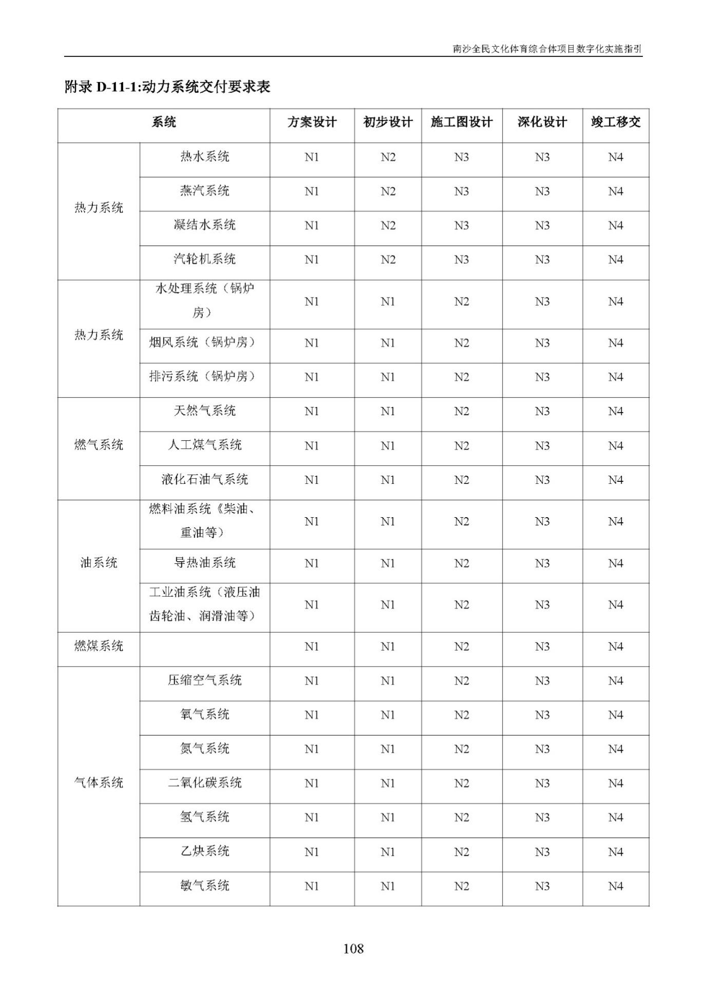 南沙全民文化体育综合体项目数字化实施指引
附录 D-11-1:动力系统交付要求表
系统 方案设计 初步设计 施工图设计 深化设计 竣工移交
热力系统
热水系统 N1 N2 N3 N3 N4
燕汽系统 N1 N2 N3 N3 N4
凝结水系统 N1 N2 N3 N3 N4
汽轮机系统 N1 N2 N3 N3 N4
热力系统
水处理系统（锅炉
房） N1 N1 N2 N3 N4
烟风系统（锅炉房） N1 N1 N2 N3 N4
排污系统（锅炉房） N1 N1 N2 N3 N4
燃气系统
天然气系统 N1 N1 N2 N3 N4
人工煤气系统 N1 N1 N2 N3 N4
液化石油气系统 N1 N1 N2 N3 N4
油系统
燃料油系统《柴油、
重油等） N1 N1 N2 N3 N4
导热油系统 N1 N1 N2 N3 N4
工业油系统（液压油
齿轮油、润滑油等） N1 N1 N2 N3 N4
燃煤系统 N1 N1 N2 N3 N4
气体系统
压缩空气系统 N1 N1 N2 N3 N4
氧气系统 N1 N1 N2 N3 N4
氮气系统 N1 N1 N2 N3 N4
二氧化碳系统 N1 N1 N2 N3 N4
氢气系统 N1 N1 N2 N3 N4
乙炔系统 N1 N1 N2 N3 N4
敏气系统 N1 N1 N2 N3 N4
108